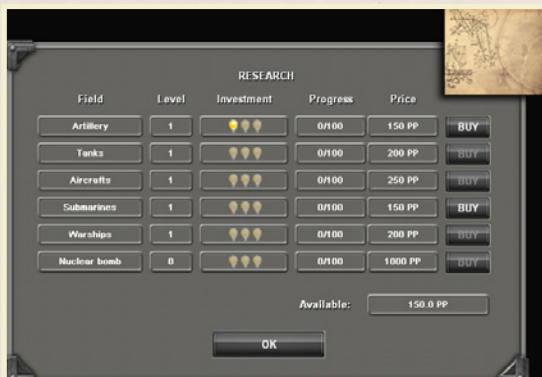 RESEARCH
Field Level Investment Progress Price
Artillery 1 0/100 150 PP BUY
Tanks 1 0/100 200 PP BUY
Aircrafts 1 0/100 250 PP BUY
Submarines 1 0/100 150 PP BUY
Warships 1 0/100 200 PP BUY
Nuclear bomb 0 0/100 1000 PP BUY
Available: 150.0 PP
OK